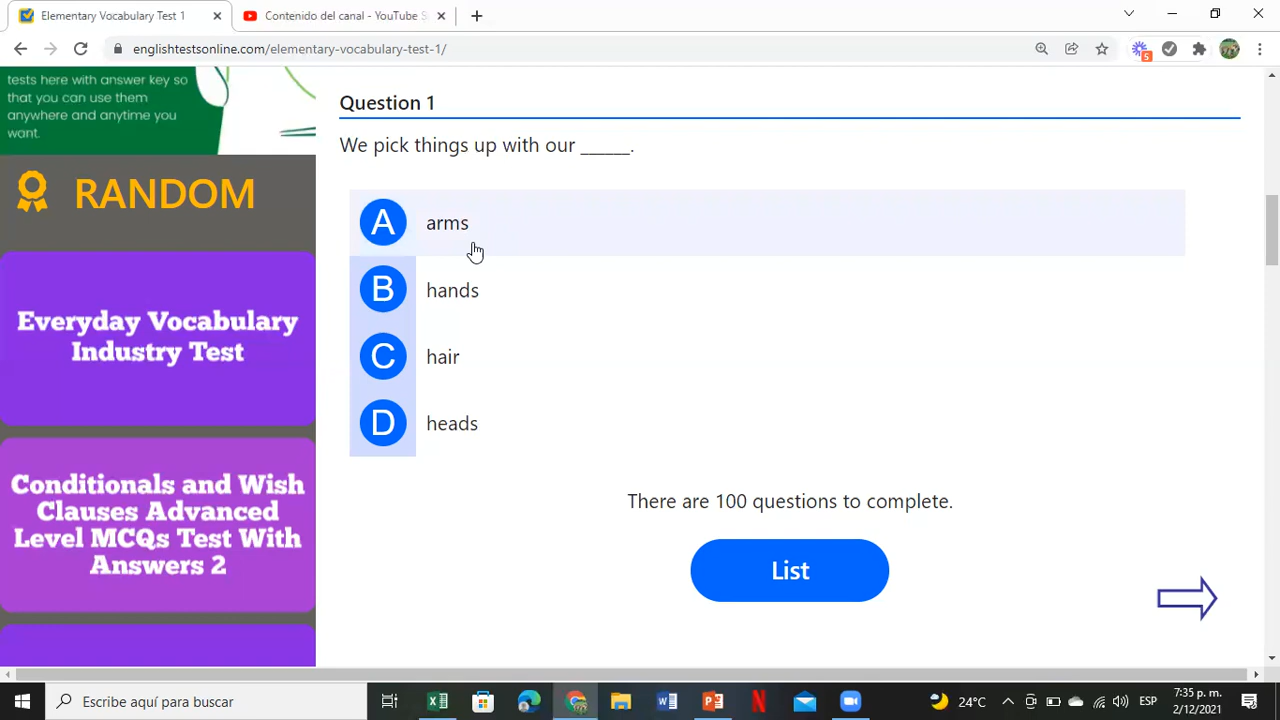 Elementary Vocabulary Test 1
Contenido del canal - YouTube S
englishtestsonline.com/elementary-vocabulary-test-1/
5
tests here with answer key so
that you can use them
anywhere and anytime you
want.
RANDOM
Everyday Vocabulary
Industry Test
Conditionals and Wish
Clauses Advanced
Level MCQs Test With
Answers 2
Question 1
We pick things up with our ______.
A arms
B hands
C hair
D heads
There are 100 questions to complete.
List
Escribe aquí para buscar
24°C
ESP
7:35 p. m.
2/12/2021